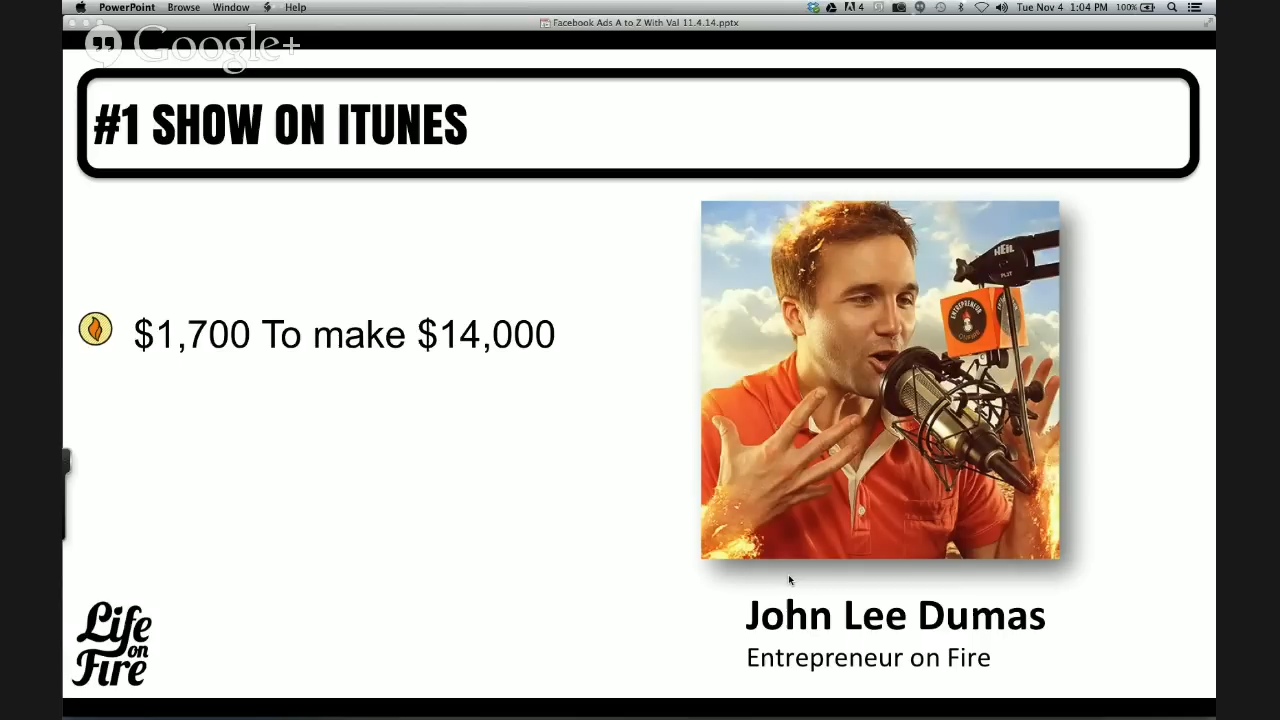 PowerPoint Browse Window Help
4
100%
Tue Nov 4 1:04 PM
Facebook Ads A to Z With Val 11.4.14.pptx
Google+
#1 SHOW ON ITUNES
HEIL
ENTREPRENEUR
$1,700 To make $14,000
John Lee Dumas
Entrepreneur on Fire
Life
on
Fire